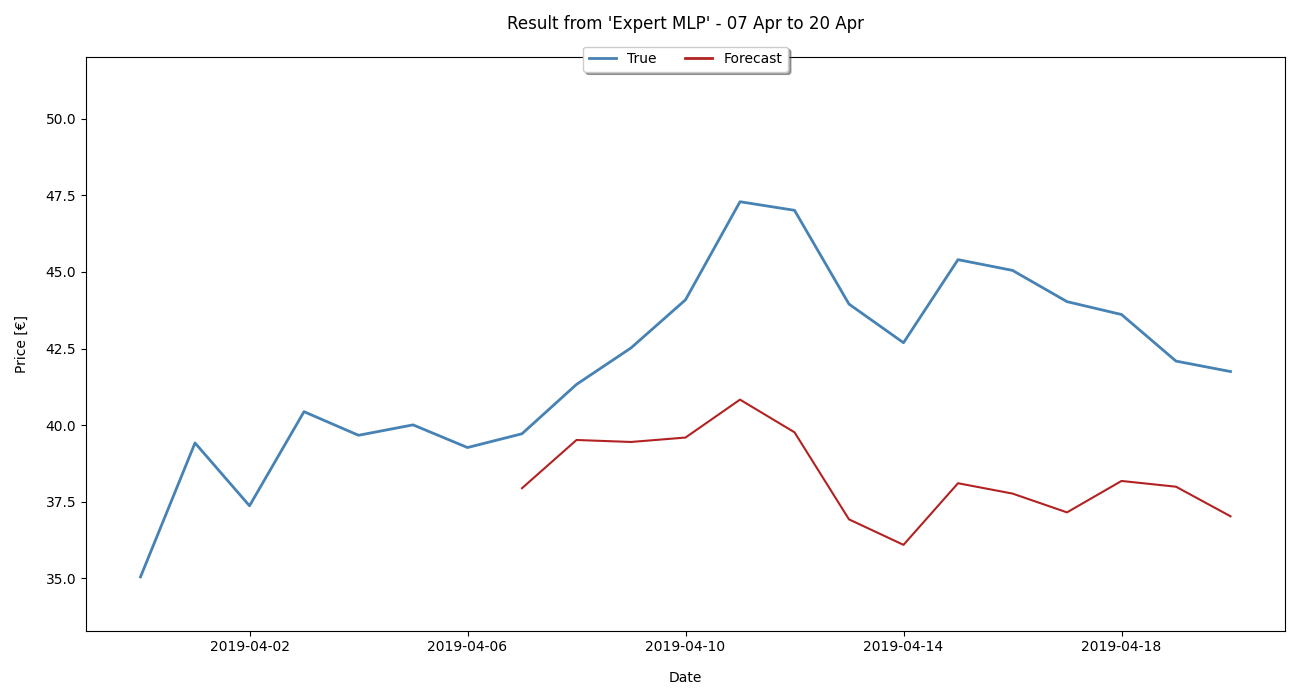 Result from 'Expert MLP' - 07 Apr to 20 Apr
True
Forecast
50.0
47.5
45.0
42.5
40.0
37.5
35.0
Price [€]
2019-04-02
2019-04-06
2019-04-10
2019-04-14
2019-04-18
Date